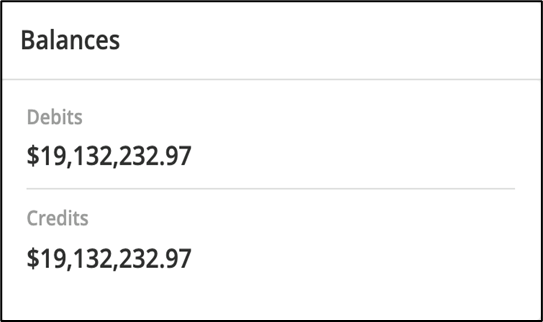 Balances
Debits
$19,132,232.97
Credits
$19,132,232.97